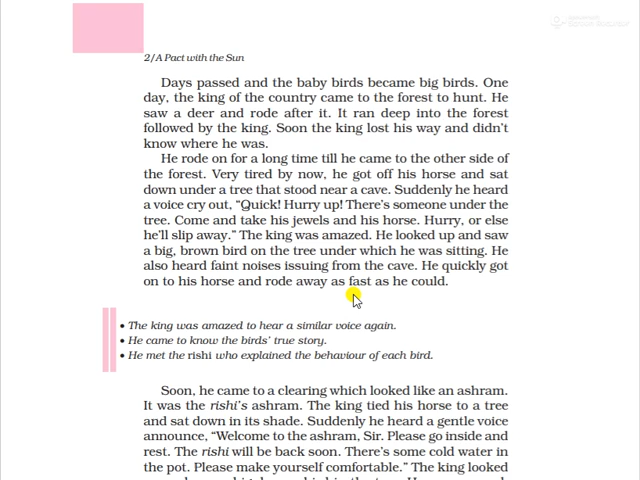 2/A Pact with the Sun
Days passed and the baby birds became big birds. One
day, the king of the country came to the forest to hunt. He
saw a deer and rode after it. It ran deep into the forest
followed by the king. Soon the king lost his way and didn't
know where he was.
He rode on for a long time till he came to the other side of
the forest. Very tired by now, he got off his horse and sat
down under a tree that stood near a cave. Suddenly he heard
a voice cry out, “Quick! Hurry up! There's someone under the
tree. Come and take his jewels and his horse. Hurry, or else
he'll slip away.” The king was amazed. He looked up and saw
a big, brown bird on the tree under which he was sitting. He
also heard faint noises issuing from the cave. He quickly got
on to his horse and rode away as fast as he could.
• The king was amazed to hear a similar voice again.
• He came to know the birds' true story.
• He met the rishi who explained the behaviour of each bird.
Soon, he came to a clearing which looked like an ashram.
It was the rishi's ashram. The king tied his horse to a tree
and sat down in its shade. Suddenly he heard a gentle voice
announce, “Welcome to the ashram, Sir. Please go inside and
rest. The rishi will be back soon. There's some cold water in
the pot. Please make yourself comfortable.” The king looked